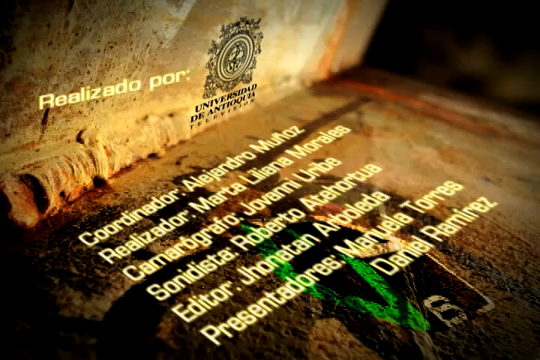 Realizado por:
UNIVERSIDAD
DE ANTIOQUIA
TELEVISIÓN
Coordinador: Alejandro Muñoz
Realizador: Marta Liliana Morales
Camarógrafo: Jovanni Uribe
Sonidista: Roberto Atehortua
Editor: Jhonatan Arboleda
Presentadoras: Manuela Torres
Daniel Ramírez